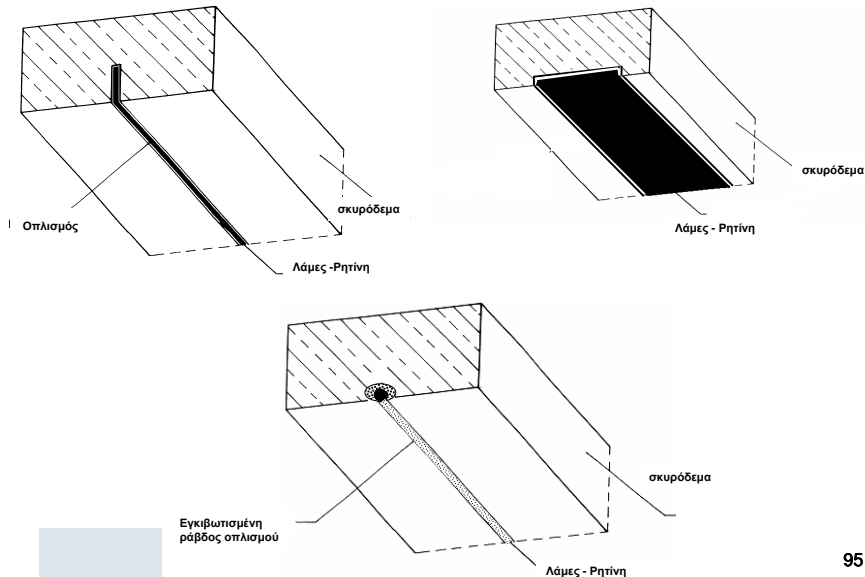 σκυρόδεμα
Οπλισμός
Λάμες -Ρητίνη
σκυρόδεμα
Λάμες - Ρητίνη
σκυρόδεμα
Εγκιβωτισμένη
ράβδος οπλισμού
Λάμες - Ρητίνη
95